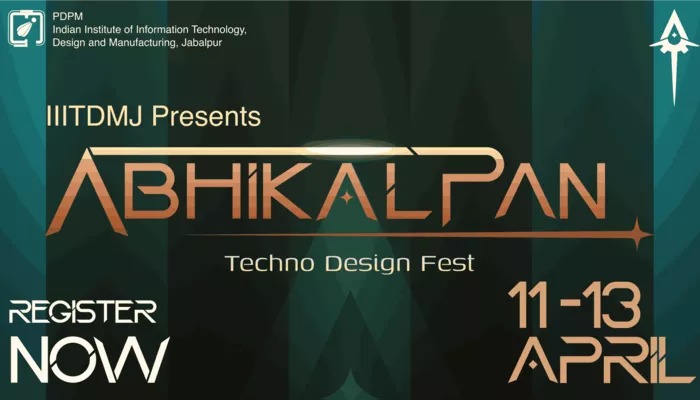 PDPM
Indian Institute of Information Technology,
Design and Manufacturing, Jabalpur
IIITDMJ Presents
ABHIKALPAN
Techno Design Fest
REGISTER
NOW
11-13
APRIL